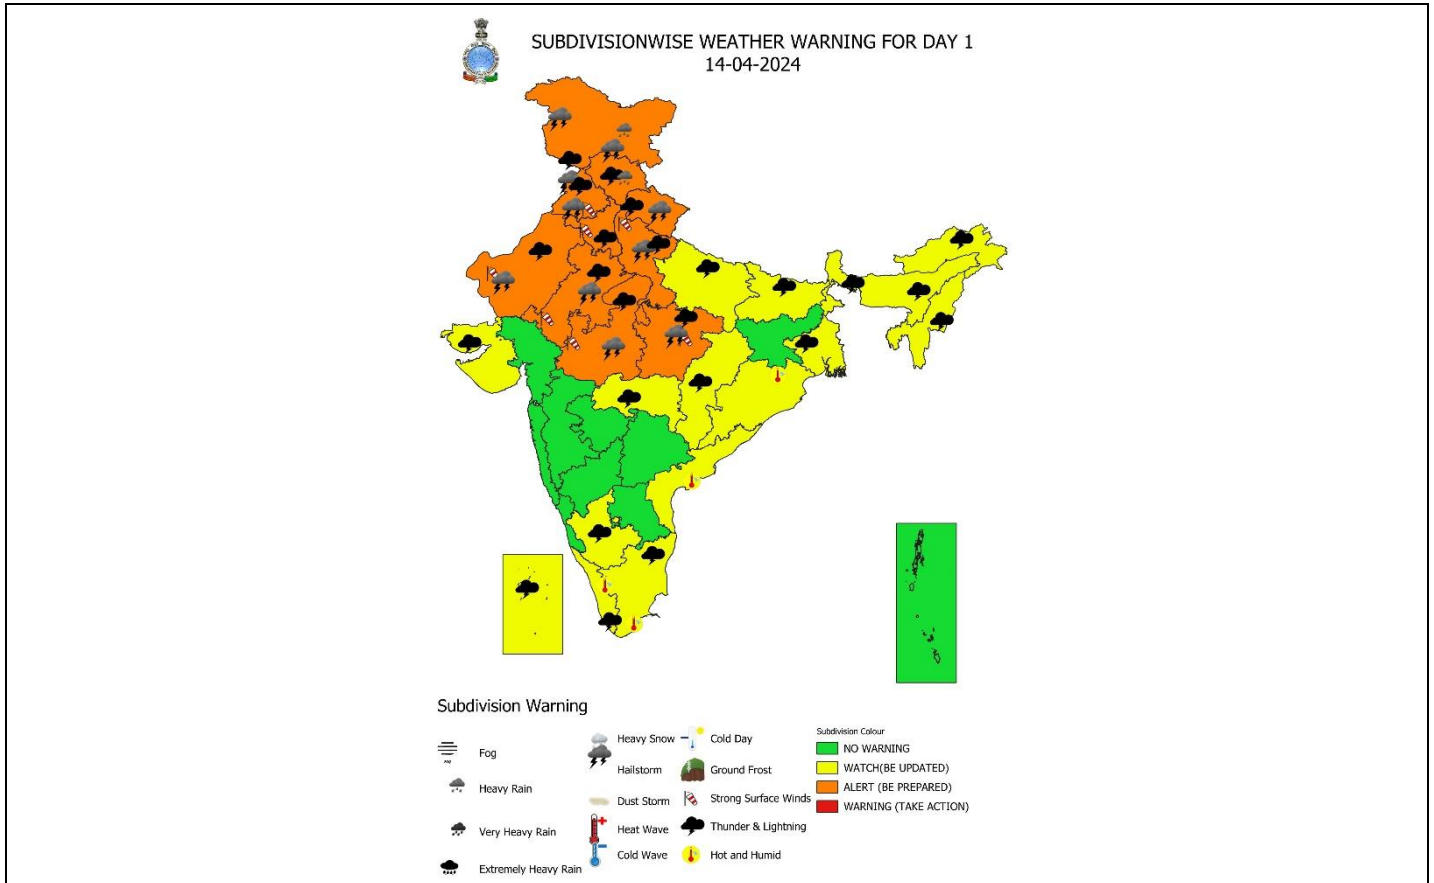 SUBDIVISIONWISE WEATHER WARNING FOR DAY 1
14-04-2024
Subdivision Warning
Fog
Heavy Rain
Very Heavy Rain
Extremely Heavy Rain
Heavy Snow
Hailstorm
Dust Storm
Heat Wave
Cold Wave
Cold Day
Ground Frost
Strong Surface Winds
Thunder & Lightning
Hot and Humid
Subdivision Colour
NO WARNING
WATCH(BE UPDATED)
ALERT (BE PREPARED)
WARNING (TAKE ACTION)